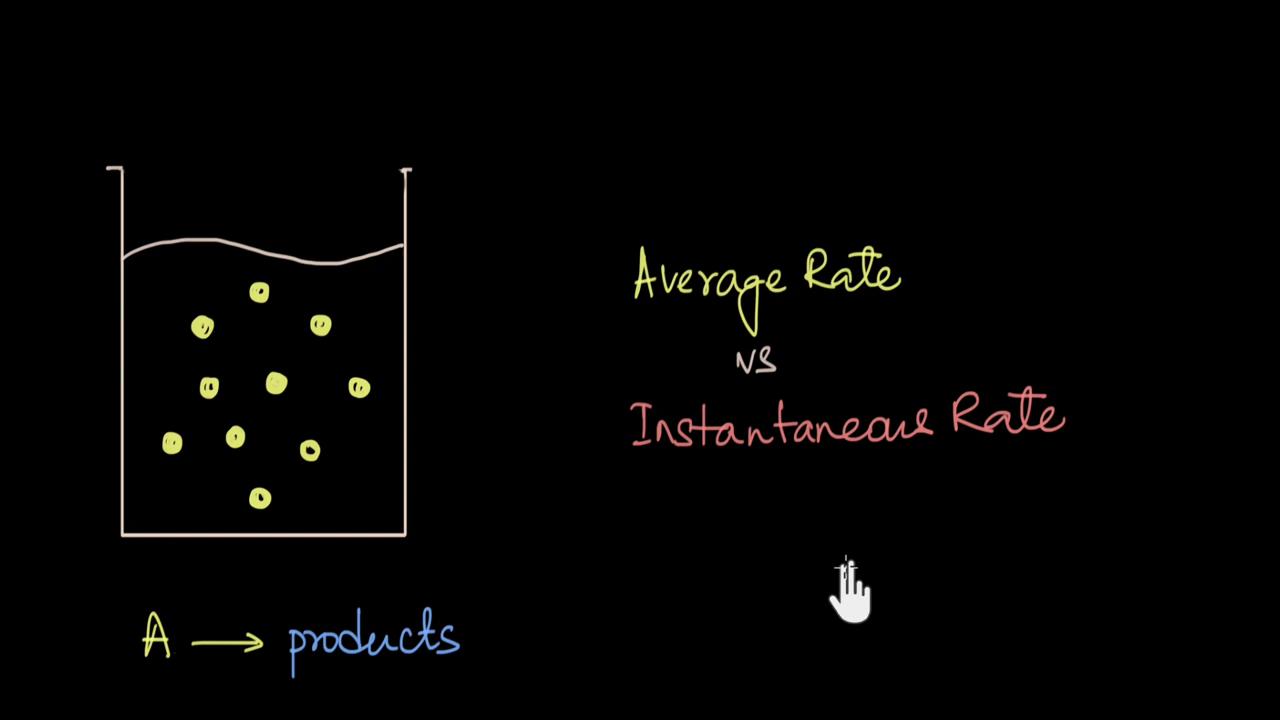 Average Rate
vs
Instantaneous Rate
A → products